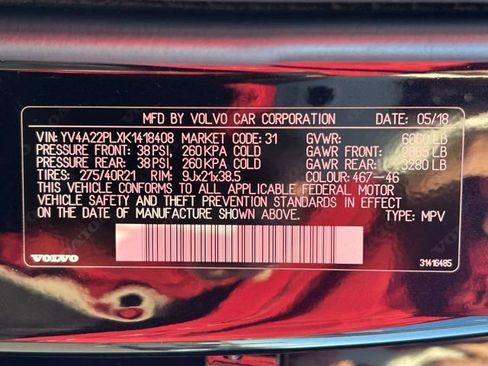 MFD BY VOLVO CAR CORPORATION DATE: 05/18
VIN: YV4A22PLXK1418408 MARKET CODE: 31 GVWR: 6060 LB
PRESSURE FRONT: 38 PSI, 260 KPA COLD GAWR FRONT: LB
PRESSURE REAR: 38 PSI, 260 KPA COLD GAWR REAR: 3280 LB
TIRES: 275/40R21 RIM: 9Jx21x38.5 COLOUR: 467-46
THIS VEHICLE CONFORMS TO ALL APPLICABLE FEDERAL MOTOR
VEHICLE SAFETY AND THEFT PREVENTION STANDARDS IN EFFECT
ON THE DATE OF MANUFACTURE SHOWN ABOVE. TYPE: MPV
VOLVO 31416485